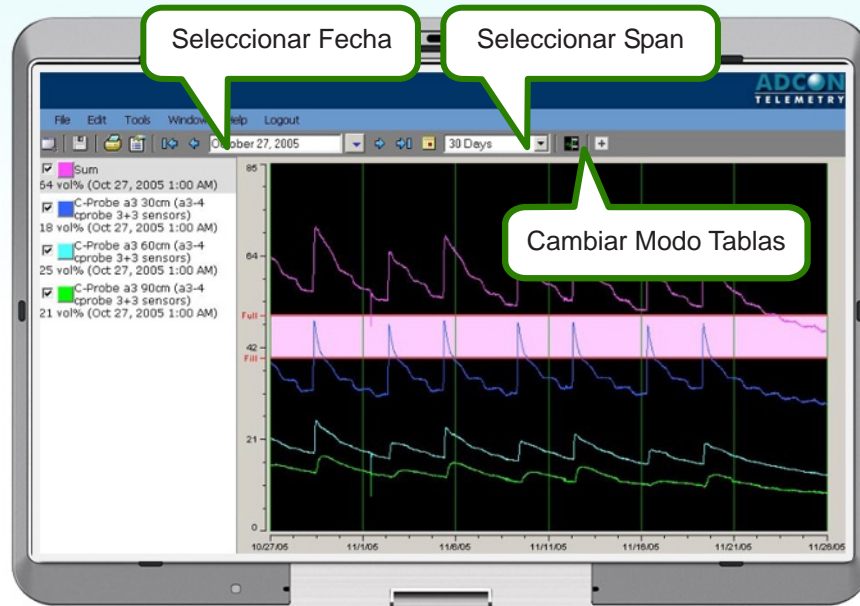 Seleccionar Fecha
Seleccionar Span
ADCON
TELEMETRY
File Edit Tools Window Help Logout
October 27, 2005
30 Days
Cambiar Modo Tablas
Sum
64 vol% (Oct 27, 2005 1:00 AM)
C-Probe a3 30cm (a3-4
cprobe 3+3 sensors)
18 vol% (Oct 27, 2005 1:00 AM)
C-Probe a3 60cm (a3-4
cprobe 3+3 sensors)
25 vol% (Oct 27, 2005 1:00 AM)
C-Probe a3 90cm (a3-4
cprobe 3+3 sensors)
21 vol% (Oct 27, 2005 1:00 AM)
85
64
Full
42
Fill
21
0
10/27/05 11/1/05 11/6/05 11/11/05 11/16/05 11/21/05 11/26/05